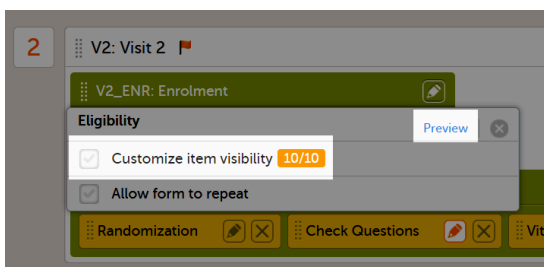 2
V2: Visit 2
V2_ENR: Enrolment
Eligibility
Preview
Customize item visibility 10/10
Allow form to repeat
Randomization
Check Questions
Vit